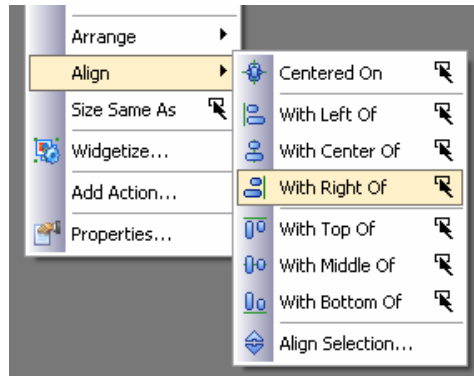 Arrange
Align
Size Same As
Widgetize...
Add Action...
Properties...
Centered On
With Left Of
With Center Of
With Right Of
With Top Of
With Middle Of
With Bottom Of
Align Selection...